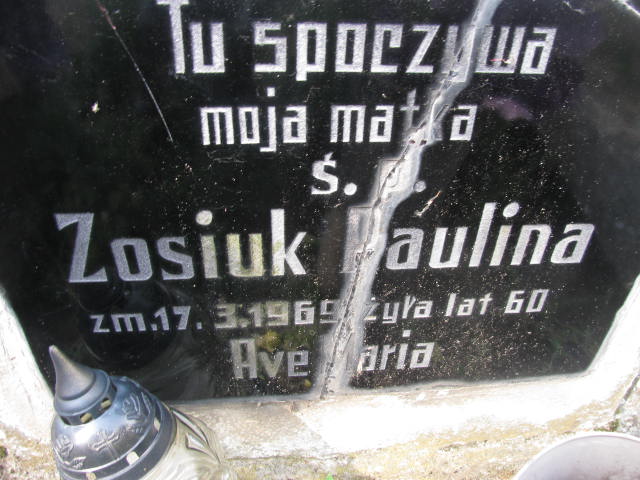 Tu spoczywa
moja matka
ś. P.
Zosiuk Paulina
zm. 17. 3. 1969 żyła lat 60
Ave Maria